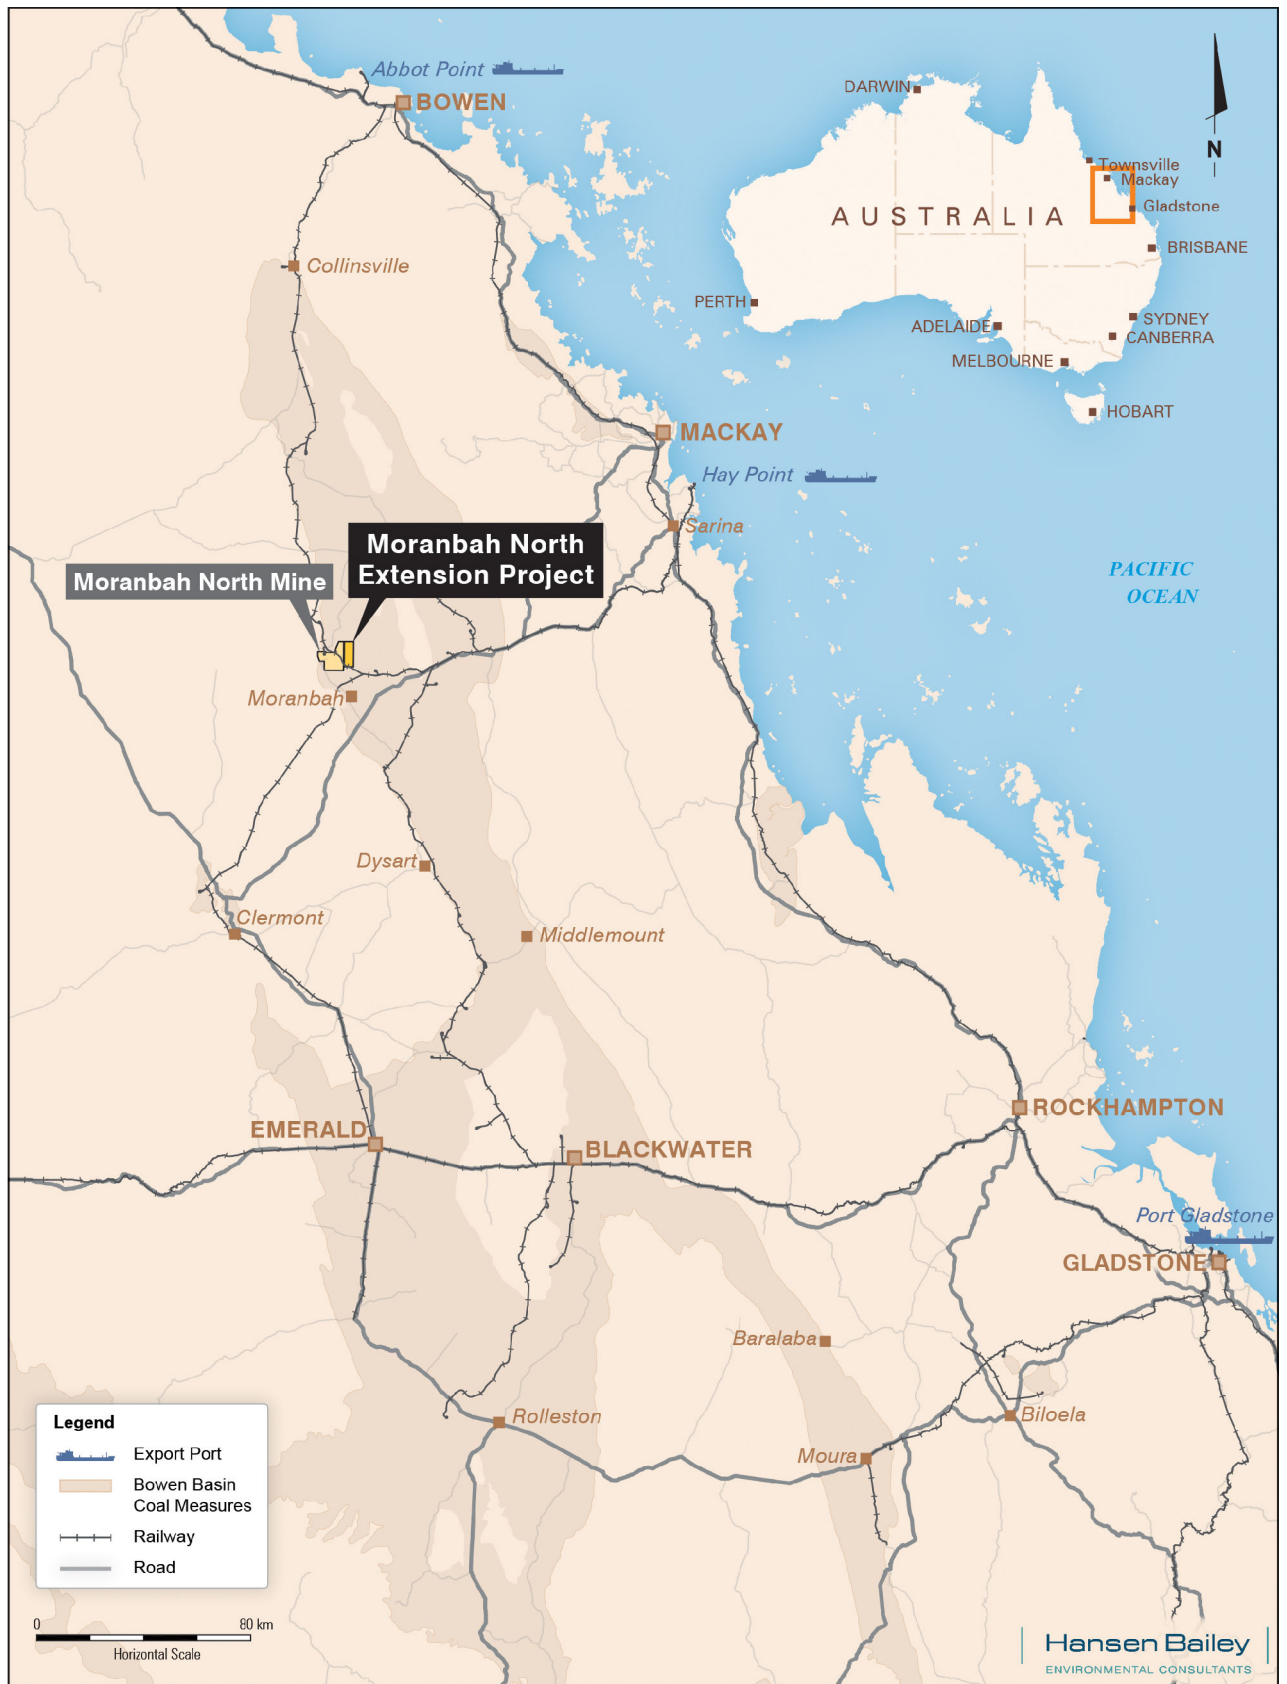 Abbot Point
BOWEN
DARWIN
N
Townsville
Mackay
AUSTRALIA
Gladstone
BRISBANE
Collinsville
PERTH
SYDNEY
ADELAIDE
CANBERRA
MELBOURNE
HOBART
MACKAY
Hay Point
Sarina
Moranbah North
Extension Project
Moranbah North Mine
PACIFIC
OCEAN
Moranbah
Dysart
Clermont
Middlemount
ROCKHAMPTON
EMERALD
BLACKWATER
Port Gladstone
GLADSTONE
Baralaba
Rolleston
Biloela
Moura
Legend
Export Port
Bowen Basin
Coal Measures
Railway
Road
0 80 km
Horizontal Scale
Hansen Bailey
ENVIRONMENTAL CONSULTANTS